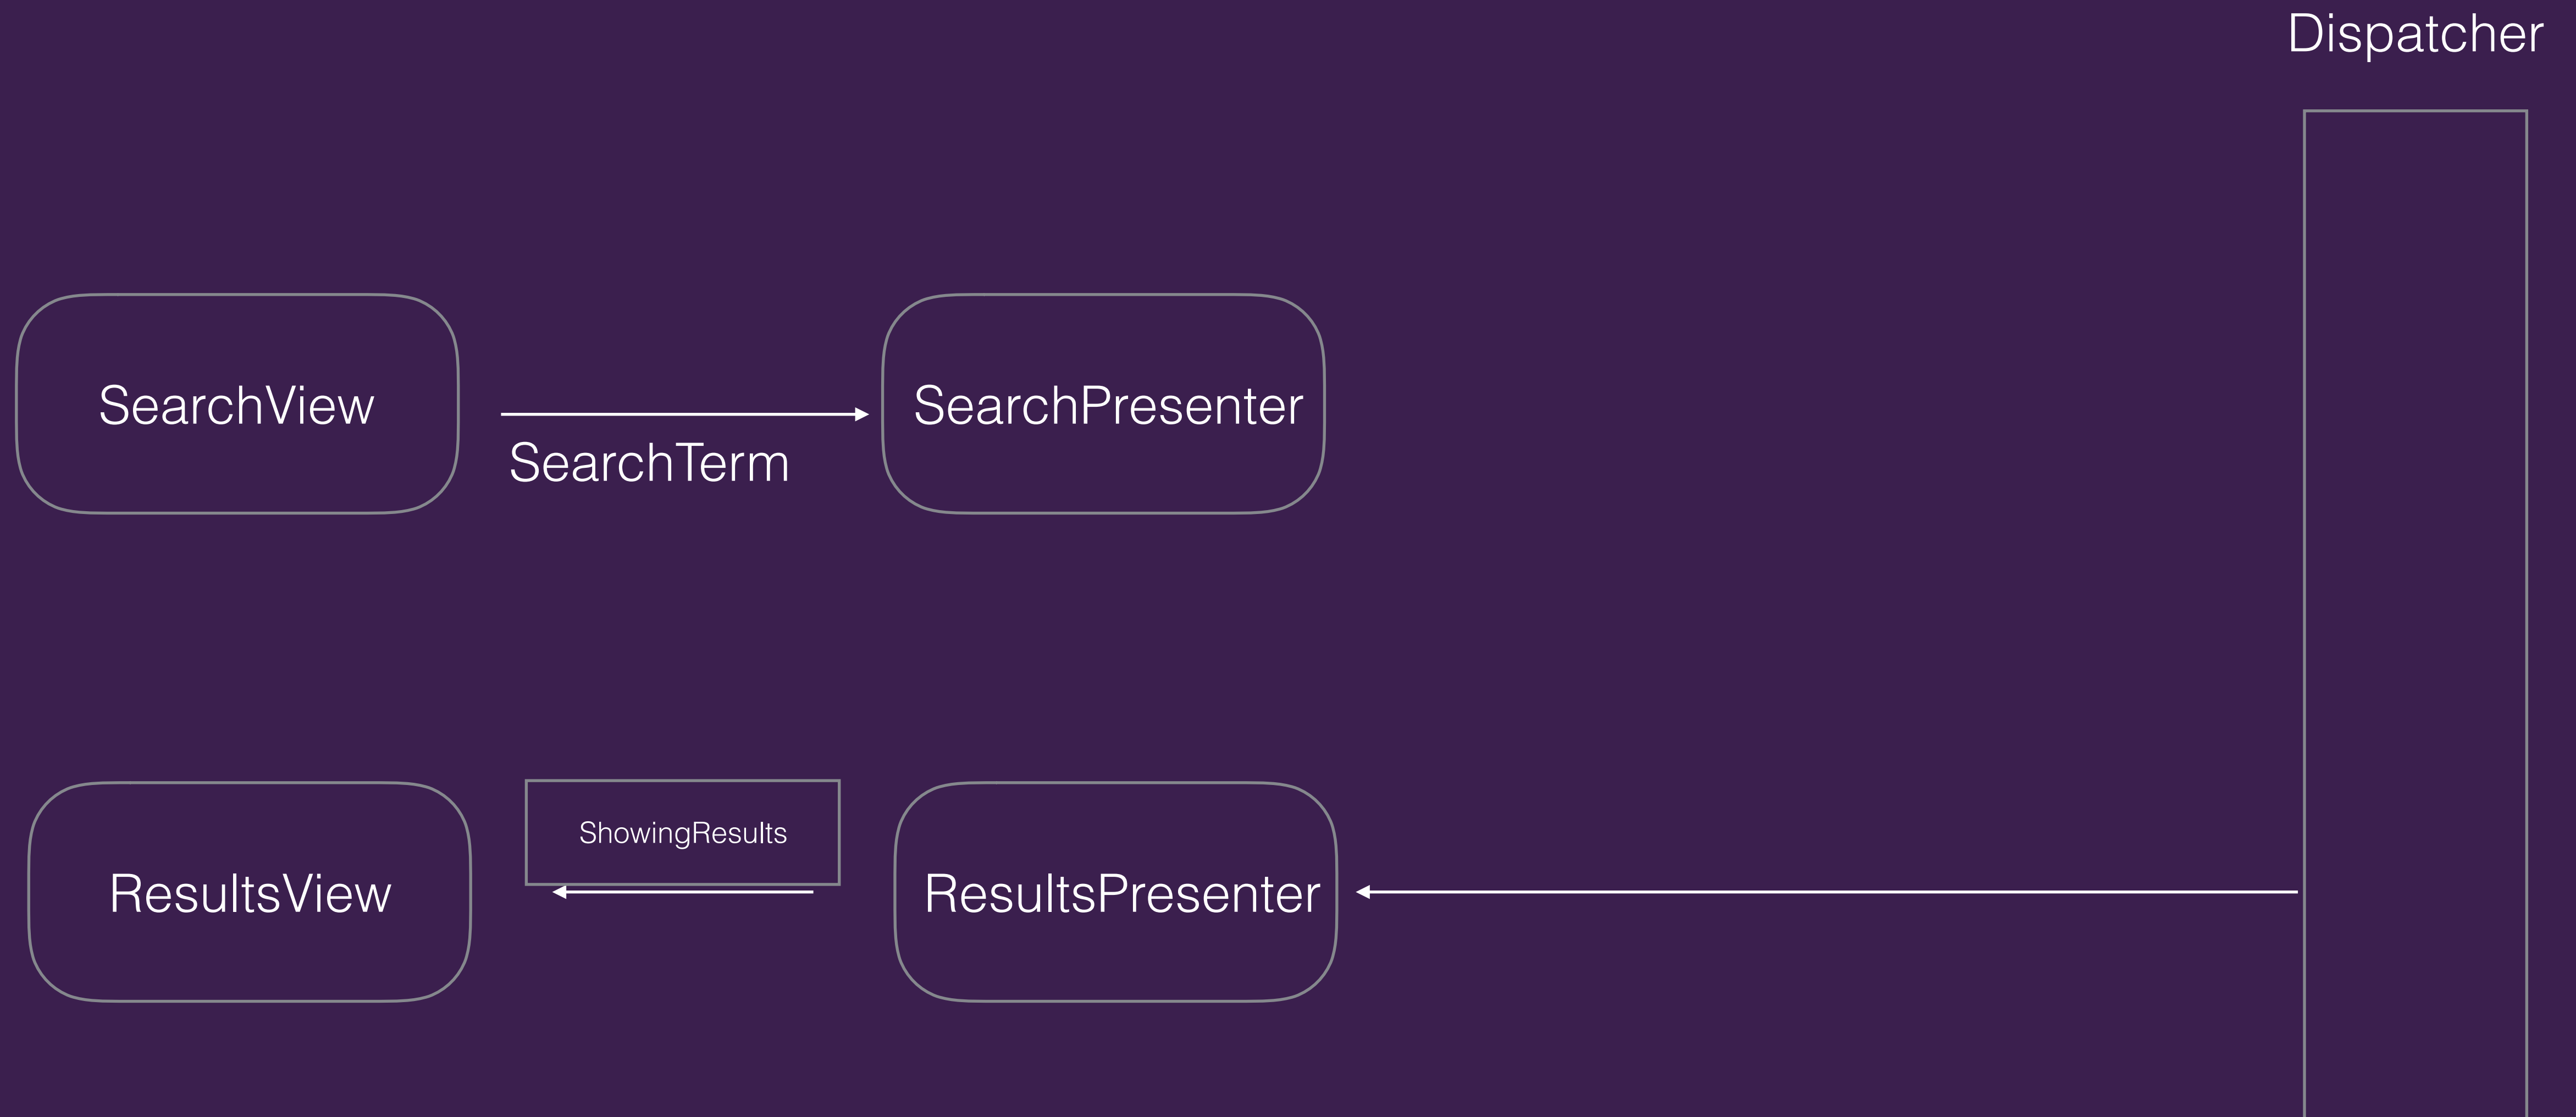 Dispatcher
SearchView
SearchTerm
SearchPresenter
ResultsView
ShowingResults
ResultsPresenter